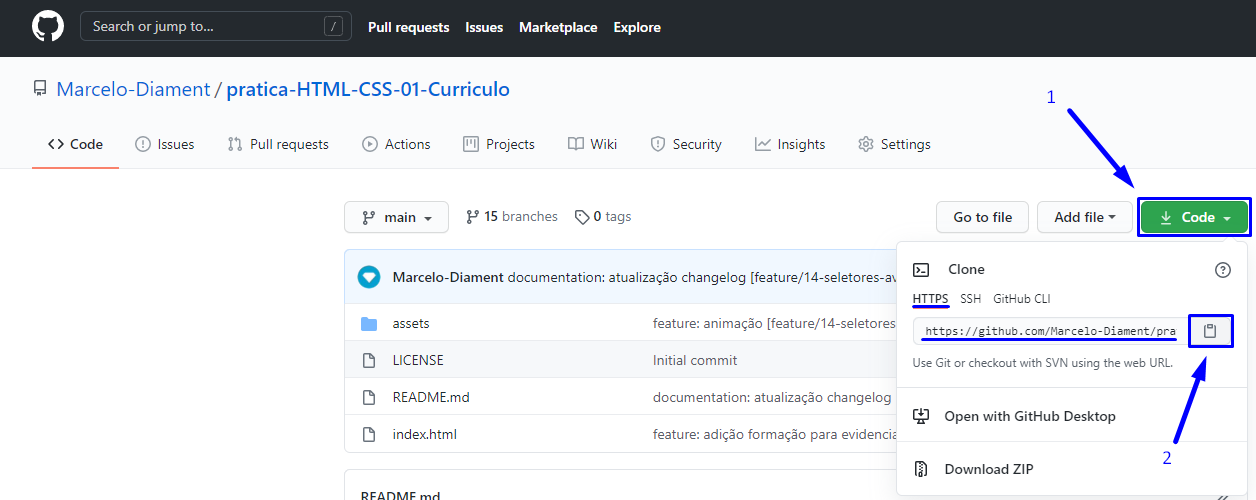 Search or jump to... /
Pull requests Issues Marketplace Explore
Marcelo-Diament / pratica-HTML-CSS-01-Curriculo
1
Code Issues Pull requests Actions Projects Wiki Security Insights Settings
main 15 branches 0 tags Go to file Add file Code
Marcelo-Diament documentation: atualização changelog [feature/14-seletores-av
Clone
HTTPS SSH GitHub CLI
assets feature: animação [feature/14-seletores-
https://github.com/Marcelo-Diament/pra
LICENSE Initial commit
Use Git or checkout with SVN using the web URL.
README.md documentation: atualização changelog
Open with GitHub Desktop
index.html feature: adição formação para evidencia
2
Download ZIP
README.md